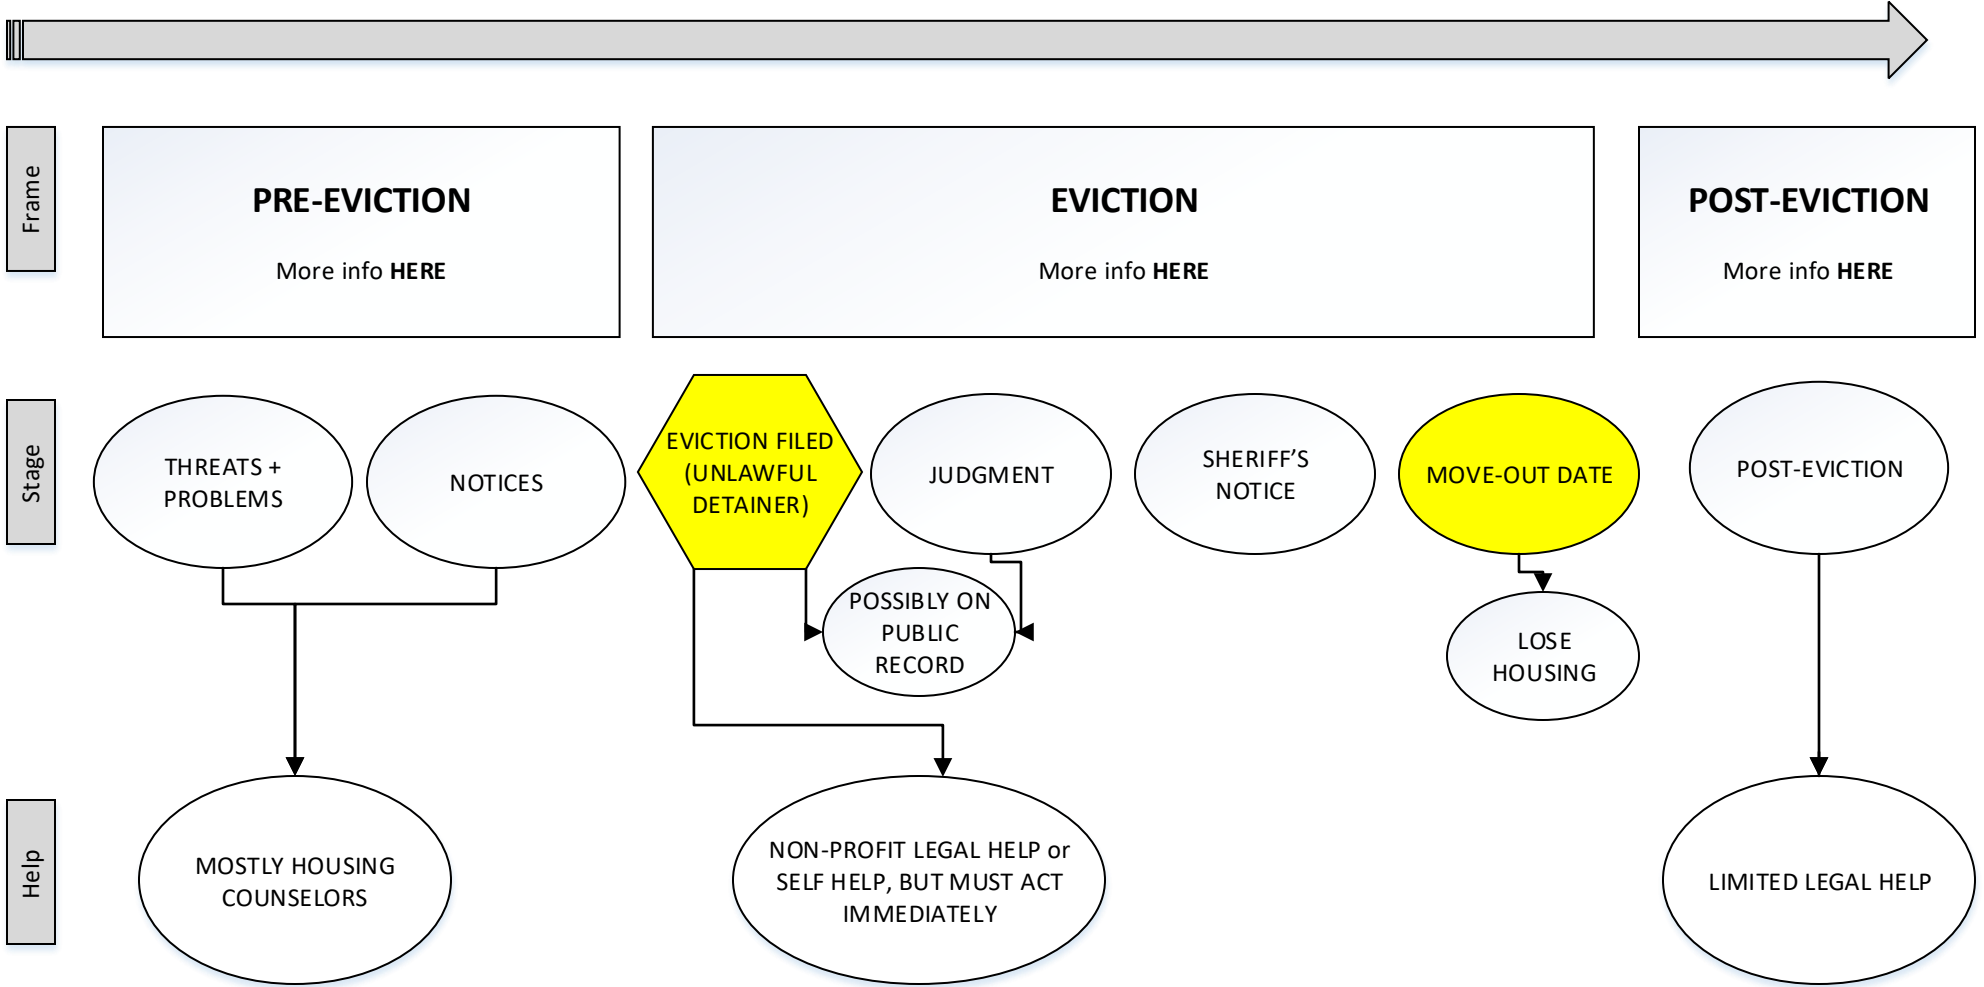 Frame
PRE-EVICTION
More info HERE
EVICTION
More info HERE
POST-EVICTION
More info HERE
Stage
THREATS +
PROBLEMS
NOTICES
EVICTION FILED
(UNLAWFUL
DETAINER)
JUDGMENT
SHERIFF’S
NOTICE
MOVE-OUT DATE
POST-EVICTION
POSSIBLY ON
PUBLIC
RECORD
LOSE
HOUSING
Help
MOSTLY HOUSING
COUNSELORS
NON-PROFIT LEGAL HELP or
SELF HELP, BUT MUST ACT
IMMEDIATELY
LIMITED LEGAL HELP